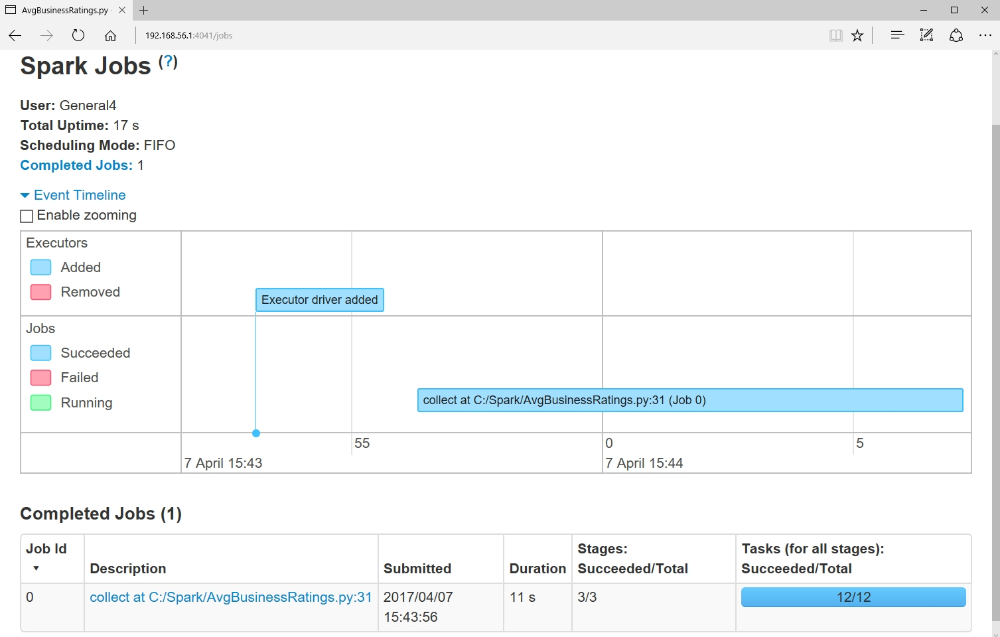 AvgBusinessRatings.py
192.168.56.1:4041/jobs
Spark Jobs (?)
User: General4
Total Uptime: 17 s
Scheduling Mode: FIFO
Completed Jobs: 1
Event Timeline
Enable zooming
Executors
Added
Removed
Executor driver added
Jobs
Succeeded
Failed
Running
collect at C:/Spark/AvgBusinessRatings.py:31 (Job 0)
55 0 5
7 April 15:43 7 April 15:44
Completed Jobs (1)
Job Id Description Submitted Duration Stages: Succeeded/Total Tasks (for all stages): Succeeded/Total
0 collect at C:/Spark/AvgBusinessRatings.py:31 2017/04/07 15:43:56 11 s 3/3 12/12